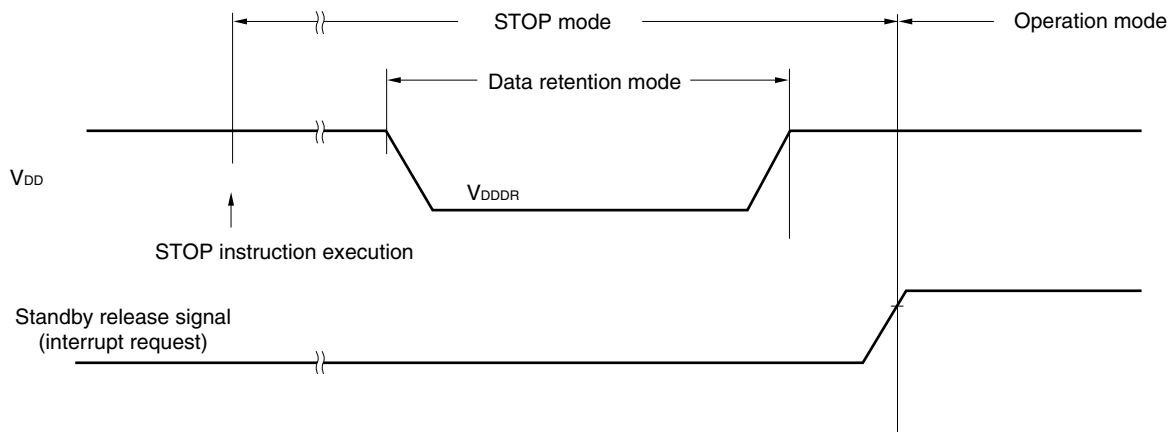 STOP mode
Operation mode
Data retention mode
VDD
VDDDR
STOP instruction execution
Standby release signal
(interrupt request)